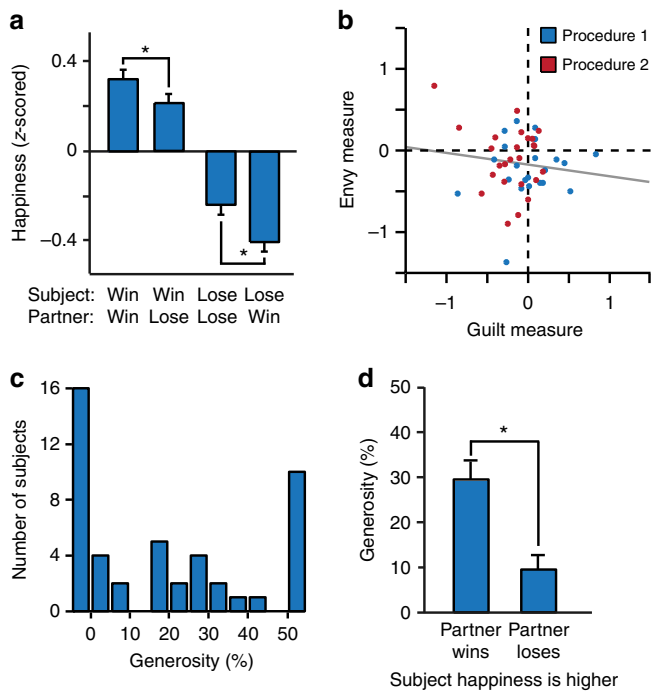 a
Happiness (z-scored)
0.4
0
−0.4
*
*
Subject: Win Win Lose Lose
Partner: Win Lose Lose Win
b
Procedure 1
Procedure 2
Envy measure
1
0
−1
−1 0 1
Guilt measure
c
Number of subjects
16
12
8
4
0
0 10 20 30 40 50
Generosity (%)
d
Generosity (%)
50
40
30
20
10
0
*
Partner Partner
wins loses
Subject happiness is higher